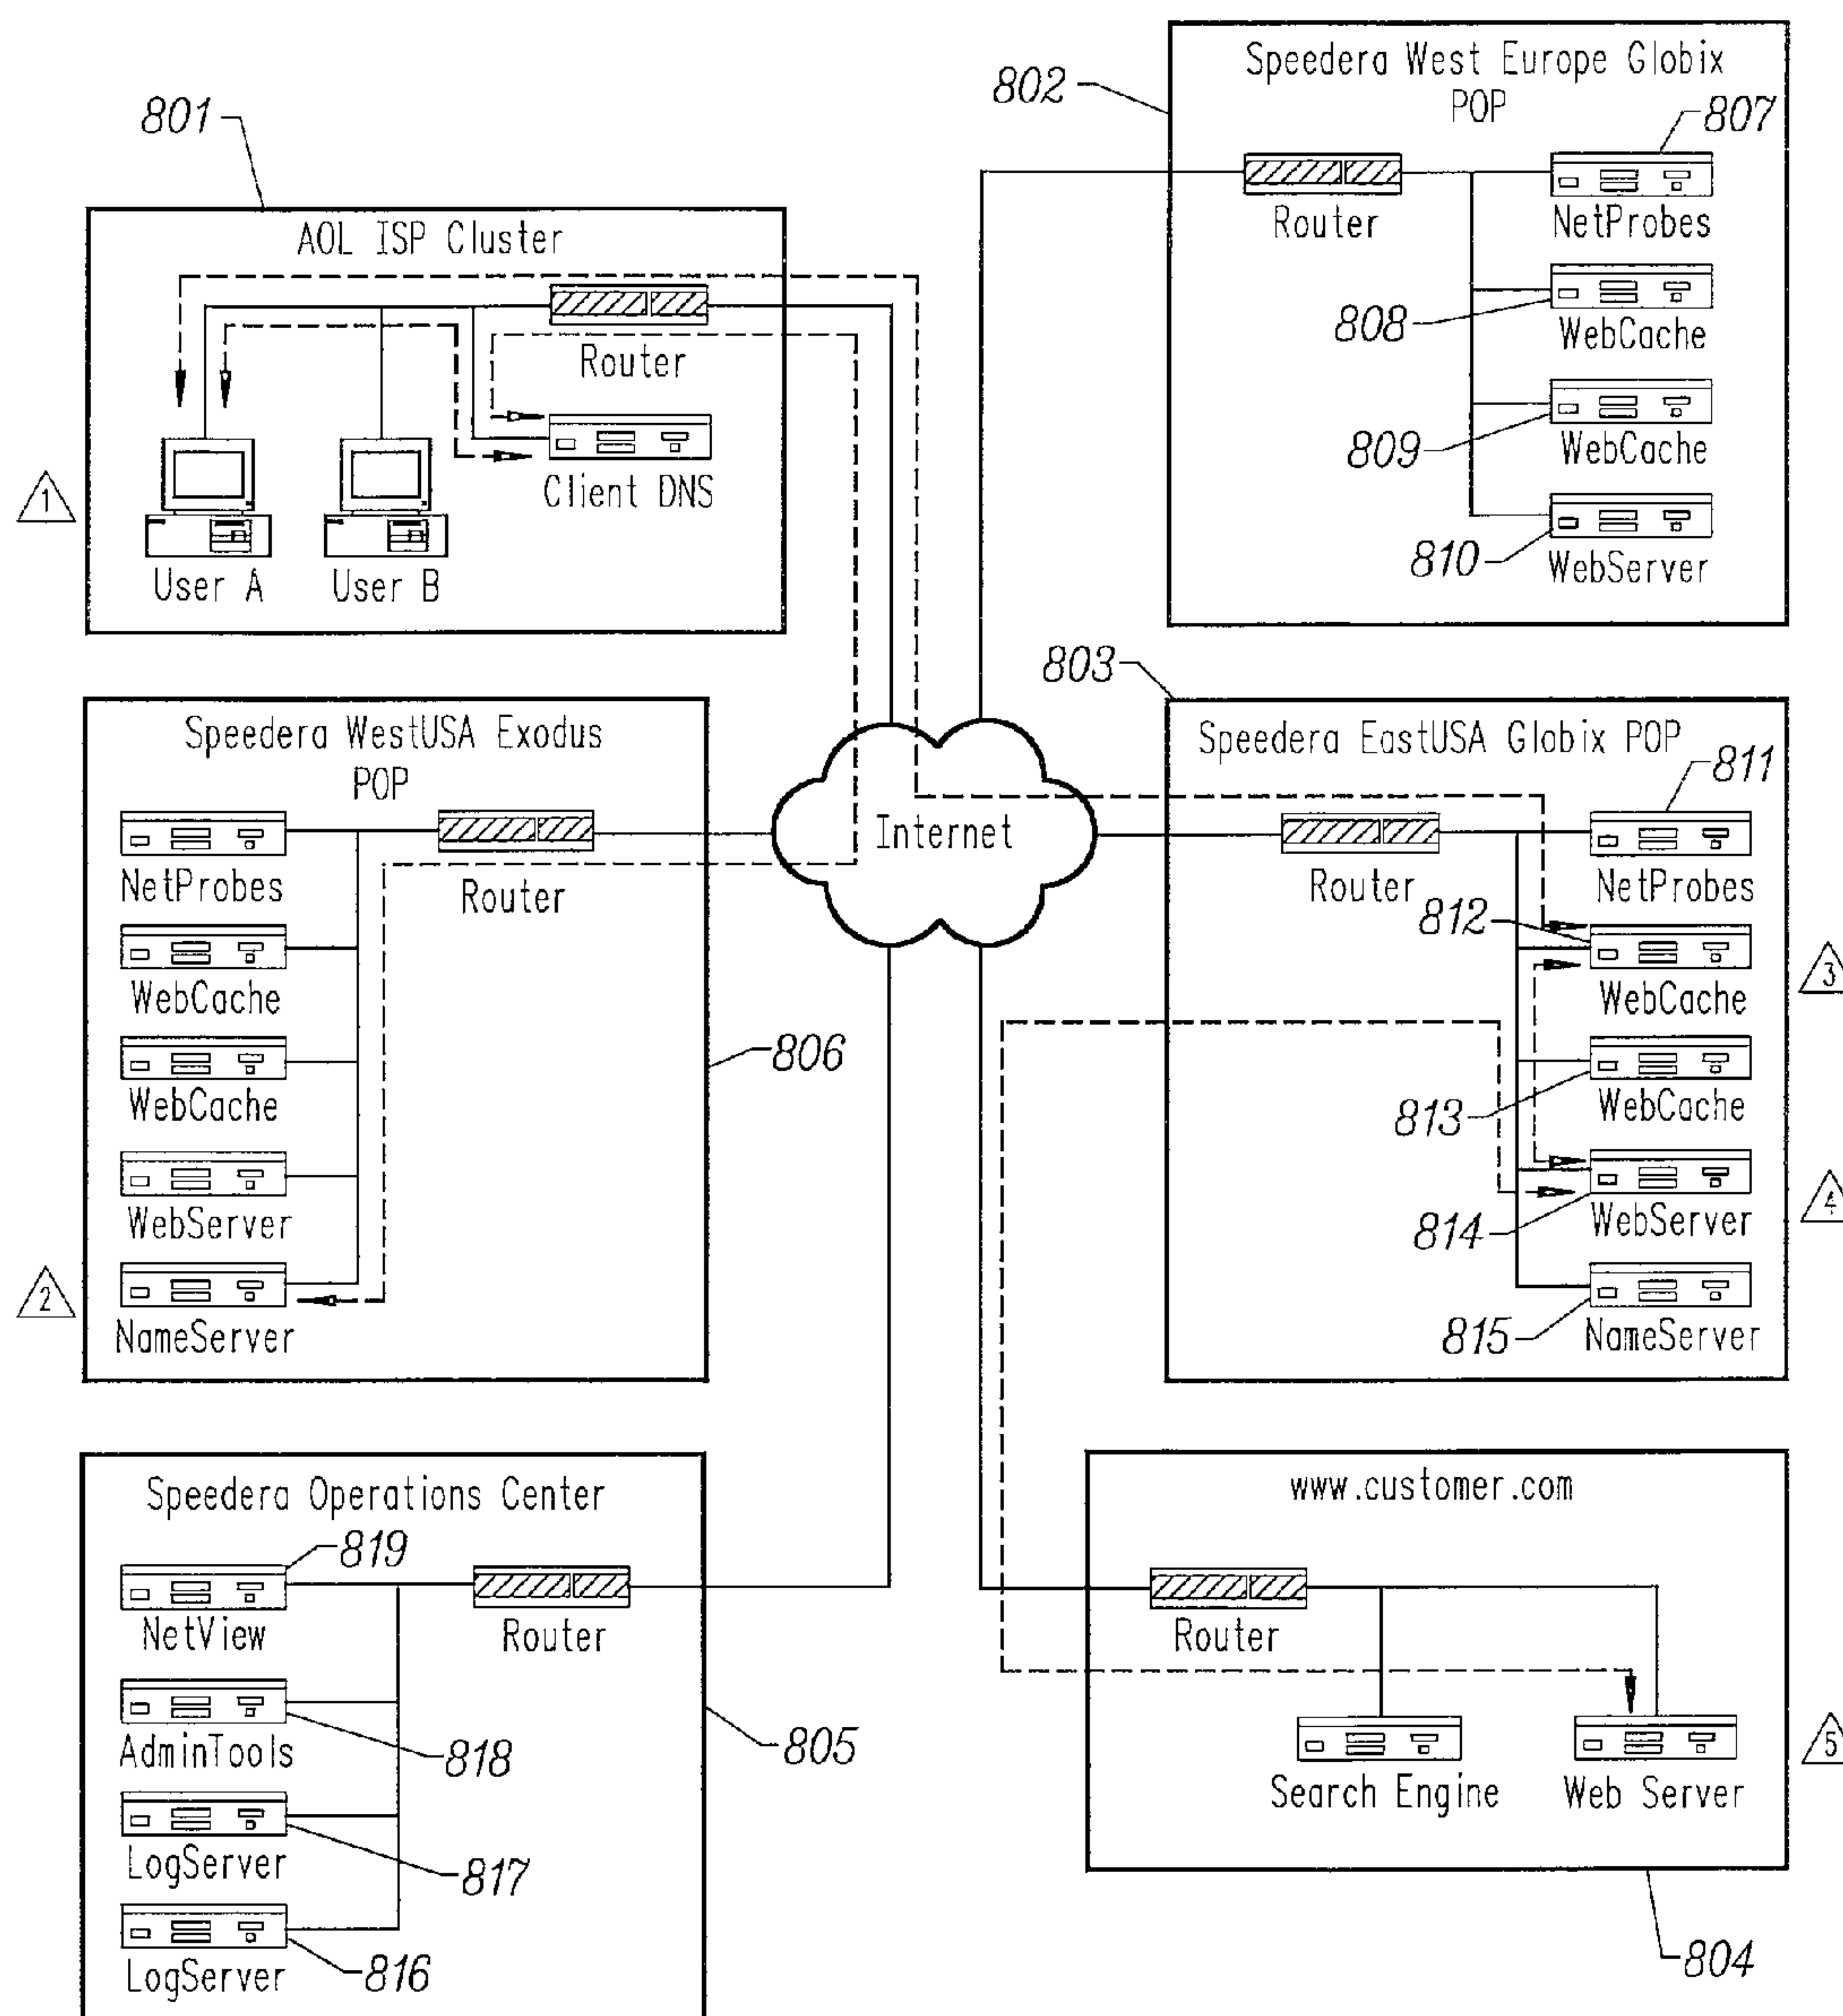 801
AOL ISP Cluster
Router
Client DNS
1
User A
User B
802
Speedera West Europe Globix
POP
807
Router
NetProbes
808
WebCache
809
WebCache
810
WebServer
Speedera WestUSA Exodus
POP
NetProbes
Router
WebCache
WebCache
806
WebServer
2
NameServer
Internet
803
Speedera EastUSA Globix POP
811
Router
NetProbes
812
3
WebCache
813
WebCache
4
814
WebServer
815
NameServer
Speedera Operations Center
819
NetView
Router
AdminTools
818
805
LogServer
817
LogServer
816
www.customer.com
Router
5
Search Engine
Web Server
804